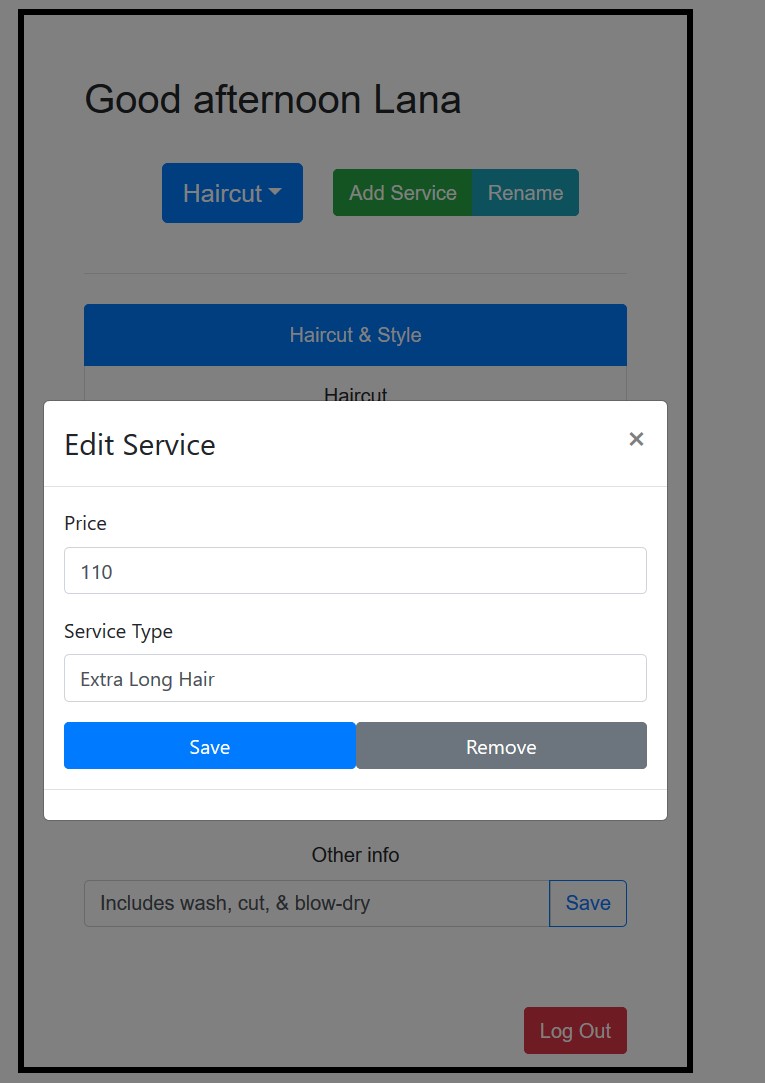 Good afternoon Lana
Haircut
Add Service
Rename
Haircut & Style
Haircut
Edit Service
×
Price
110
Service Type
Extra Long Hair
Save
Remove
Other info
Includes wash, cut, & blow-dry
Save
Log Out